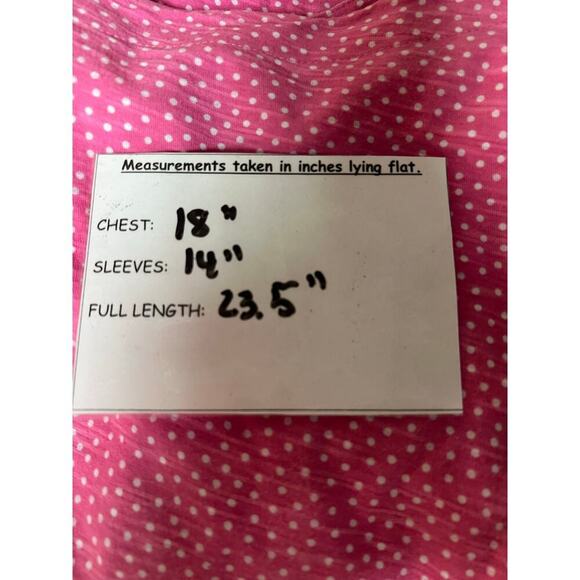 Measurements taken in inches lying flat.
CHEST: 18"
SLEEVES: 14"
FULL LENGTH: 23.5"